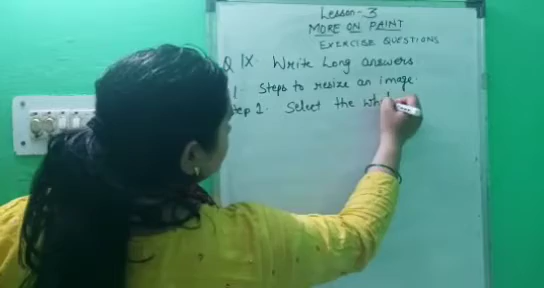 Lesson-3
MORE ON PAINT
EXERCISE QUESTIONS
Q IX. Write Long answers.
1. Steps to resize an image.
Step 1. Select the